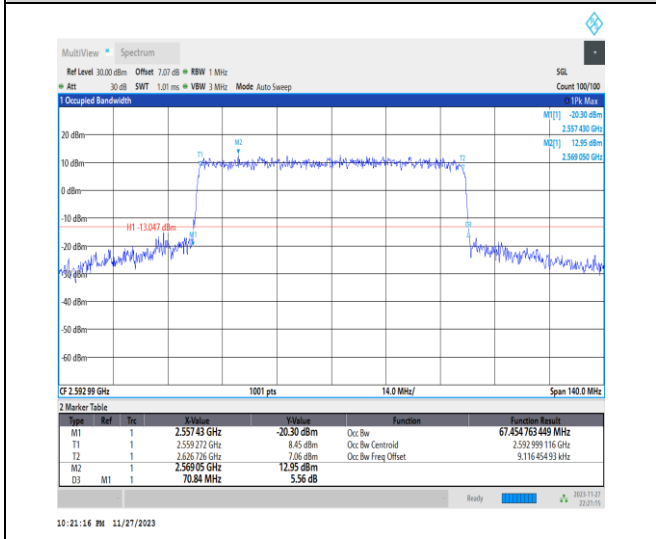 MultiView Spectrum
Ref Level 30.00 dBm Offset 7.07 dB RBW 1 MHz SGL
Att 30 dB SWT 1.01 ms VBW 3 MHz Mode Auto Sweep Count 100/100
1 Occupied Bandwidth 1Pk Max
M1[1] -20.30 dBm
2.557 430 GHz
M2[1] 12.95 dBm
2.569 050 GHz
20 dBm
M2
T1
T2
10 dBm
0 dBm
-10 dBm
H1 -13.047 dBm
D3
M1
-20 dBm
-30 dBm
-40 dBm
-50 dBm
-60 dBm
CF 2.592 99 GHz 1001 pts 14.0 MHz/ Span 140.0 MHz
2 Marker Table
Type Ref Trc X-Value Y-Value Function Function Result
M1 1 2.557 43 GHz -20.30 dBm Occ Bw 67.454 763 449 MHz
T1 1 2.559 272 GHz 8.45 dBm Occ Bw Centroid 2.592 999 116 GHz
T2 1 2.626 726 GHz 7.06 dBm Occ Bw Freq Offset 9.116 454 93 kHz
M2 1 2.569 05 GHz 12.95 dBm
D3 M1 1 70.84 MHz 5.56 dB
Ready 2023-11-27
22:21:15
10:21:16 PM 11/27/2023